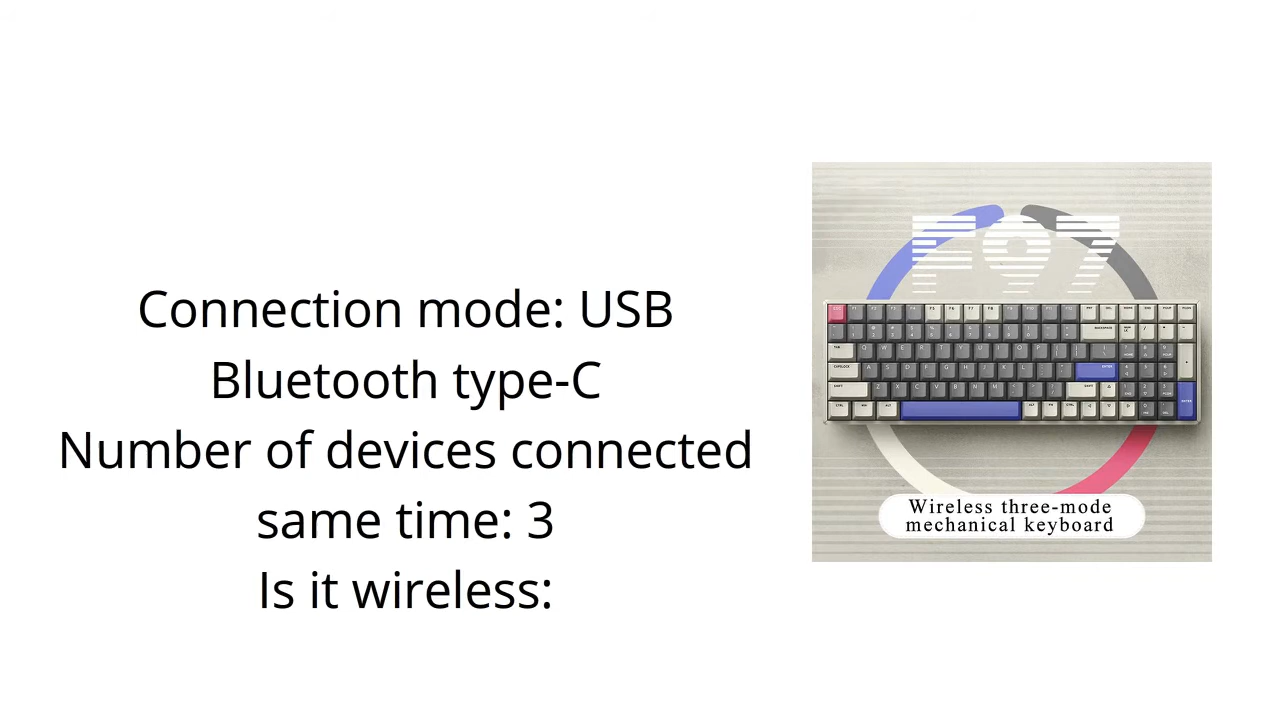 Connection mode: USB
Bluetooth type-C
Number of devices connected
same time: 3
Is it wireless:
F97
Wireless three-mode
mechanical keyboard